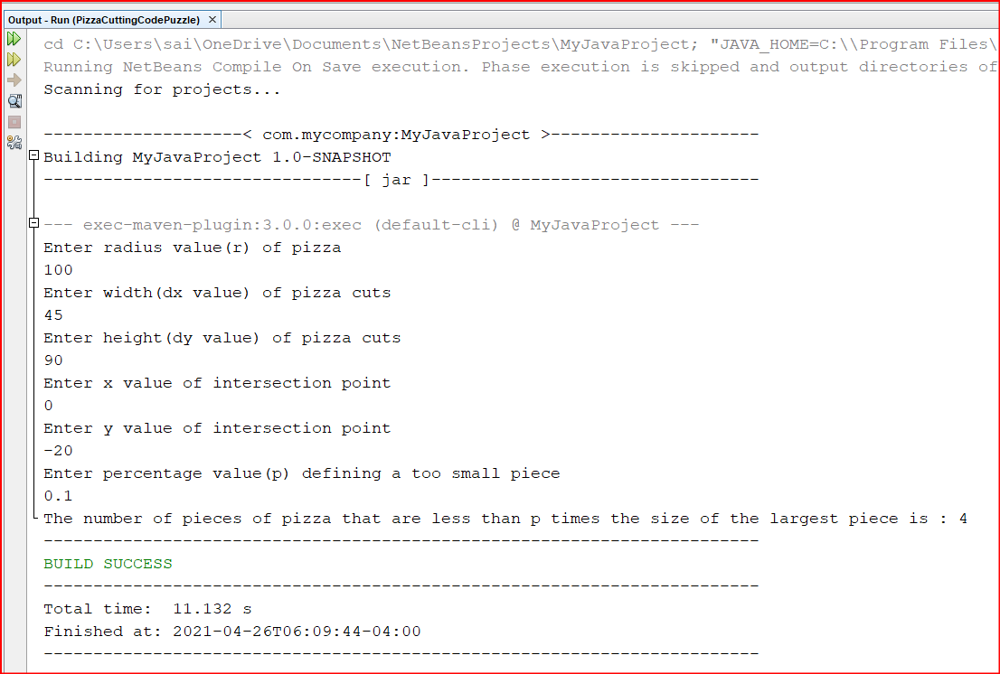 Output - Run (PizzaCuttingCodePuzzle) ×
cd C:\Users\sai\OneDrive\Documents\NetBeansProjects\MyJavaProject; "JAVA_HOME=C:\\Program Files\
Running NetBeans Compile On Save execution. Phase execution is skipped and output directories of
Scanning for projects...
--------------------< com.mycompany:MyJavaProject >---------------------
Building MyJavaProject 1.0-SNAPSHOT
--------------------------------[ jar ]---------------------------------
--- exec-maven-plugin:3.0.0:exec (default-cli) @ MyJavaProject ---
Enter radius value(r) of pizza
100
Enter width(dx value) of pizza cuts
45
Enter height(dy value) of pizza cuts
90
Enter x value of intersection point
0
Enter y value of intersection point
-20
Enter percentage value(p) defining a too small piece
0.1
The number of pieces of pizza that are less than p times the size of the largest piece is : 4
------------------------------------------------------------------------
BUILD SUCCESS
------------------------------------------------------------------------
Total time:  11.132 s
Finished at: 2021-04-26T06:09:44-04:00
------------------------------------------------------------------------